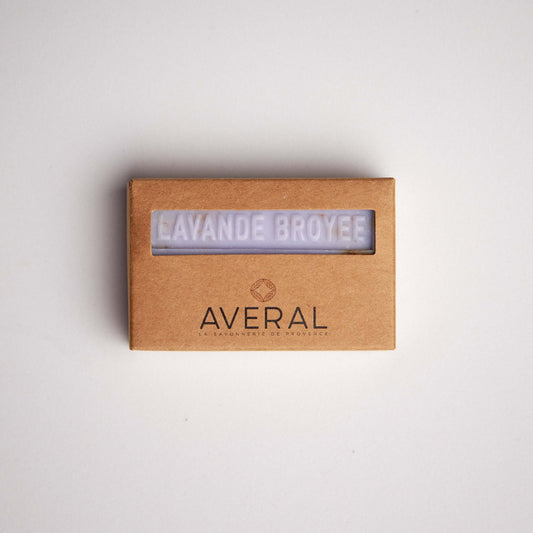 LAVANDE BROYEE
AVERAL
LA SAVONNERIE DE PROVENCE